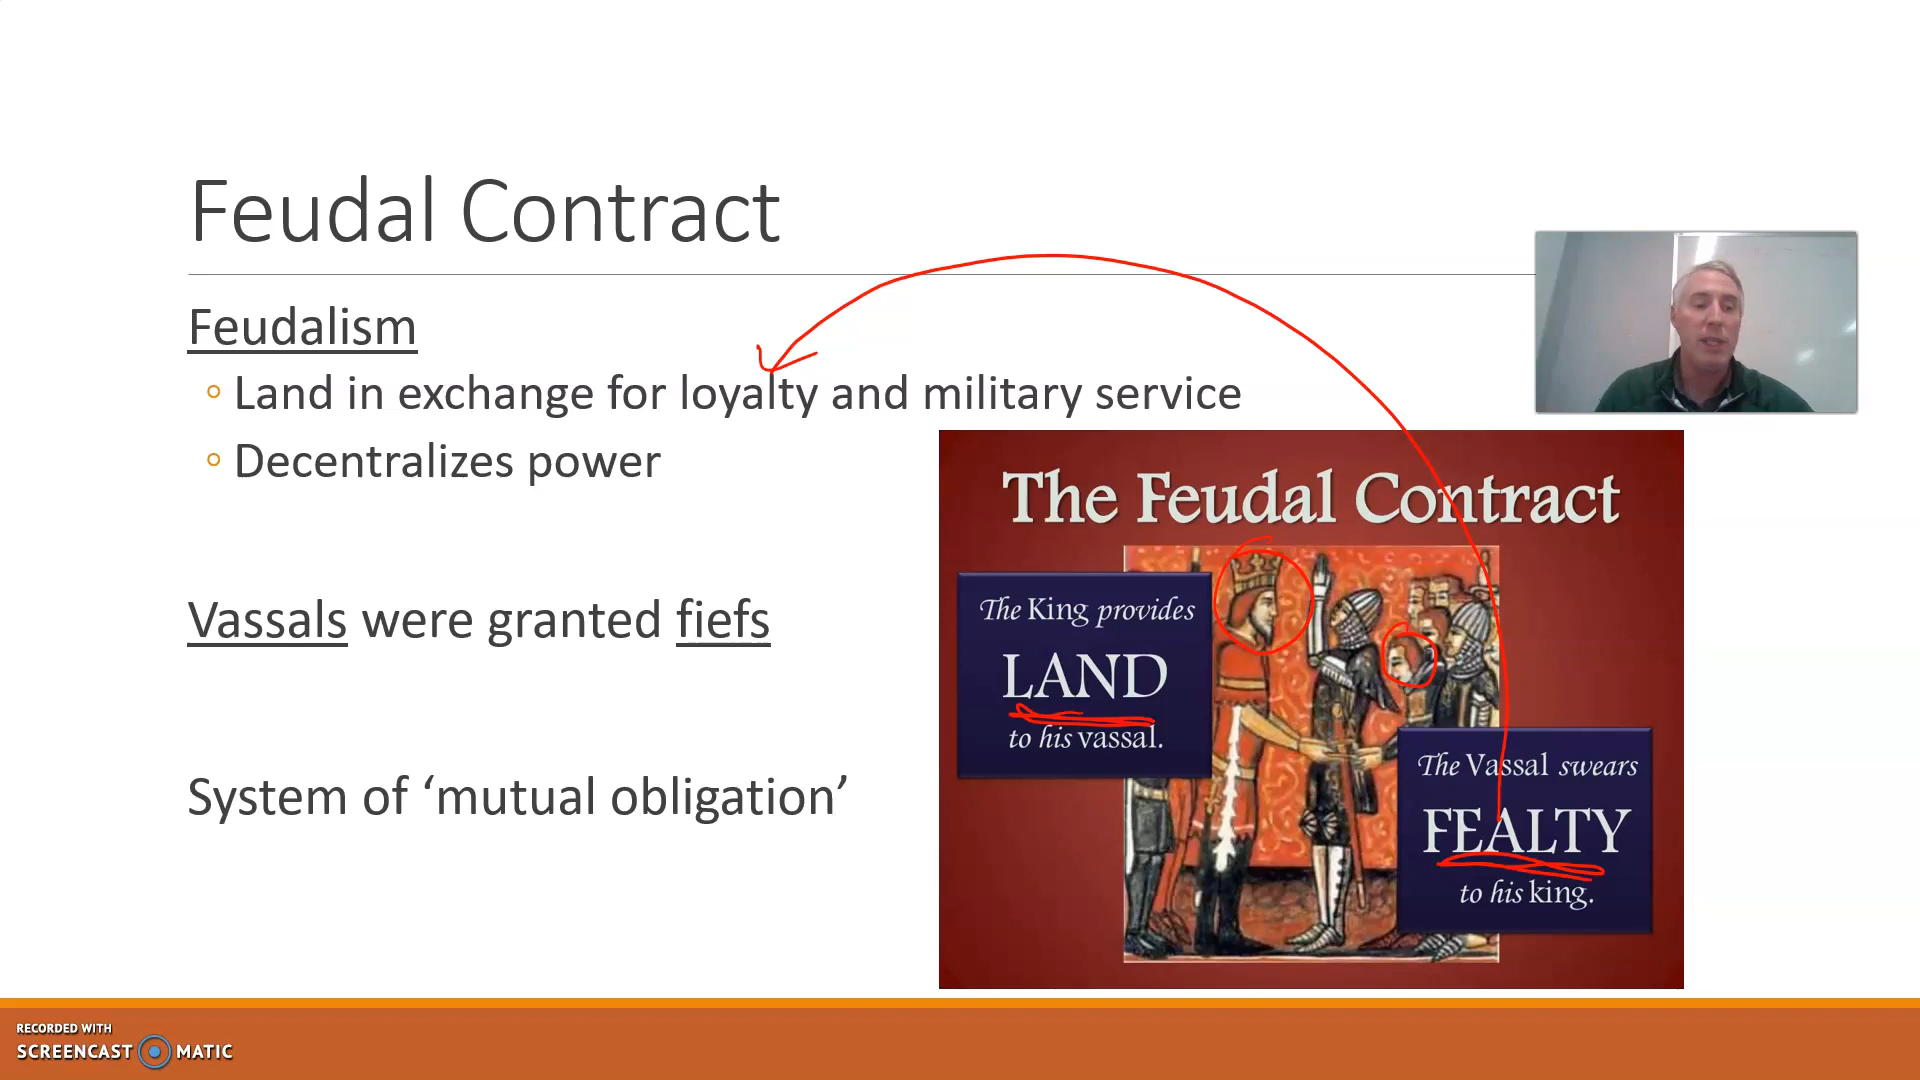 Feudal Contract
Feudalism
Land in exchange for loyalty and military service
Decentralizes power
Vassals were granted fiefs
System of ‘mutual obligation’
The Feudal Contract
The King provides
LAND
to his vassal.
The Vassal swears
FEALTY
to his king.
RECORDED WITH
SCREENCAST MATIC